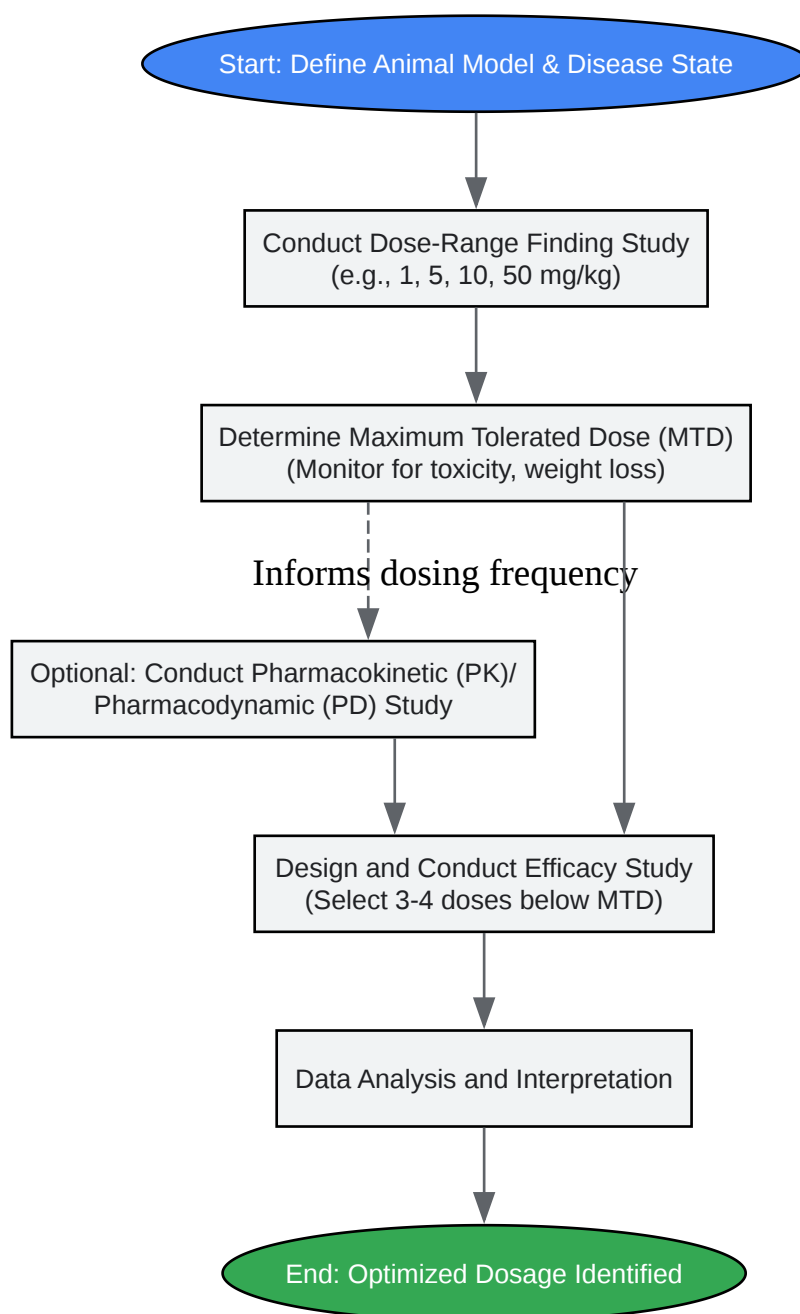 Start: Define Animal Model & Disease State
Conduct Dose-Range Finding Study
(e.g., 1, 5, 10, 50 mg/kg)
Determine Maximum Tolerated Dose (MTD)
(Monitor for toxicity, weight loss)
Informs dosing frequency
Optional: Conduct Pharmacokinetic (PK)/
Pharmacodynamic (PD) Study
Design and Conduct Efficacy Study
(Select 3-4 doses below MTD)
Data Analysis and Interpretation
End: Optimized Dosage Identified